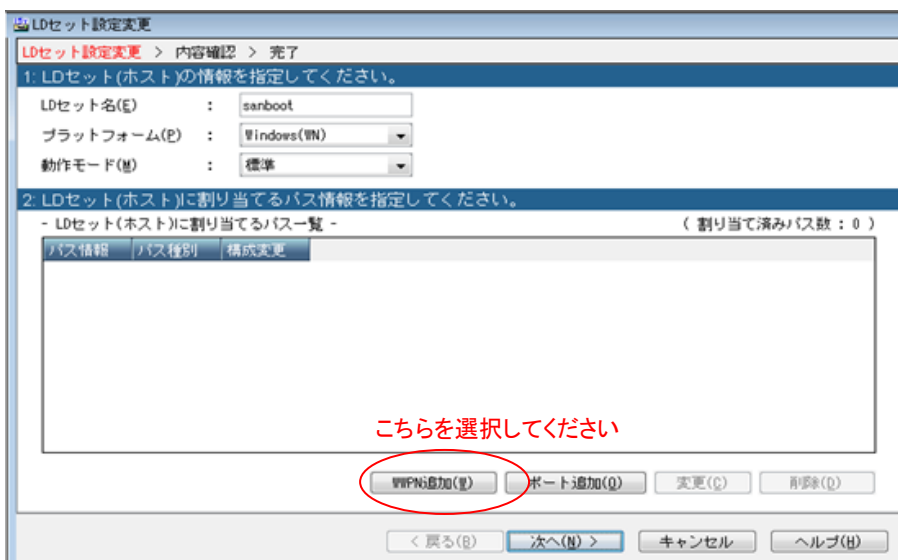 LDセット設定変更
LDセット設定変更 > 内容確認 > 完了
1: LDセット(ホスト)の情報を指定してください。
LDセット名(E) : sanboot
プラットフォーム(P) : Windows(WN)
動作モード(M) : 標準
2: LDセット(ホスト)に割り当てるパス情報を指定してください。
- LDセット(ホスト)に割り当てるパス一覧 - ( 割り当て済みパス数 : 0 )
パス情報 パス種別 構成変更
こちらを選択してください
WWPN追加(W) ポート追加(O) 変更(C) 削除(D)
< 戻る(B) 次へ(N) > キャンセル ヘルプ(H)